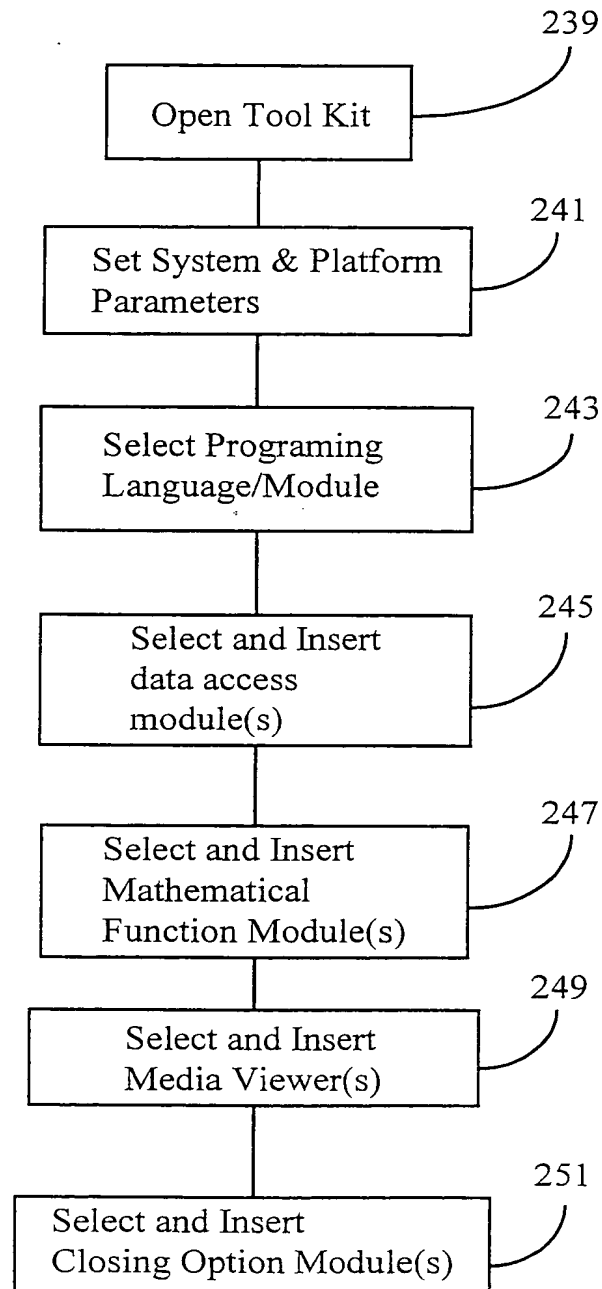 239
Open Tool Kit
241
Set System & Platform
Parameters
243
Select Programing
Language/Module
245
Select and Insert
data access
module(s)
247
Select and Insert
Mathematical
Function Module(s)
249
Select and Insert
Media Viewer(s)
251
Select and Insert
Closing Option Module(s)